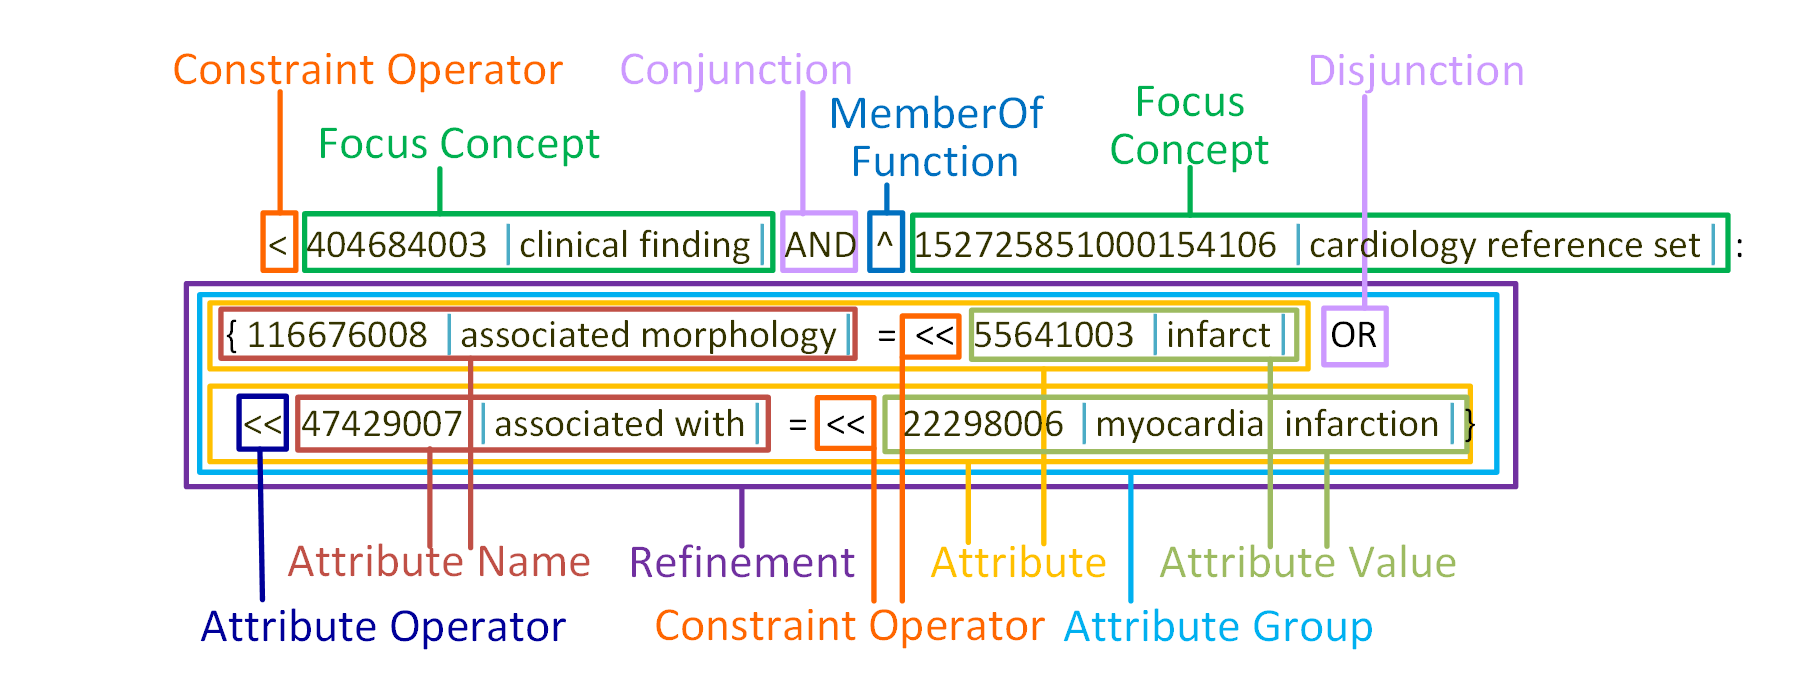 Constraint Operator
Conjunction
Disjunction
Focus Concept
MemberOf
Function
Focus
Concept
< 404684003 |clinical finding| AND ^ 152725851000154106 |cardiology reference set| :
{ 116676008 |associated morphology| = << 55641003 |infarct| OR
<< 47429007 |associated with| = << 22298006 |myocardia infarction| }
Attribute Name
Refinement
Attribute
Attribute Value
Attribute Operator
Constraint Operator
Attribute Group